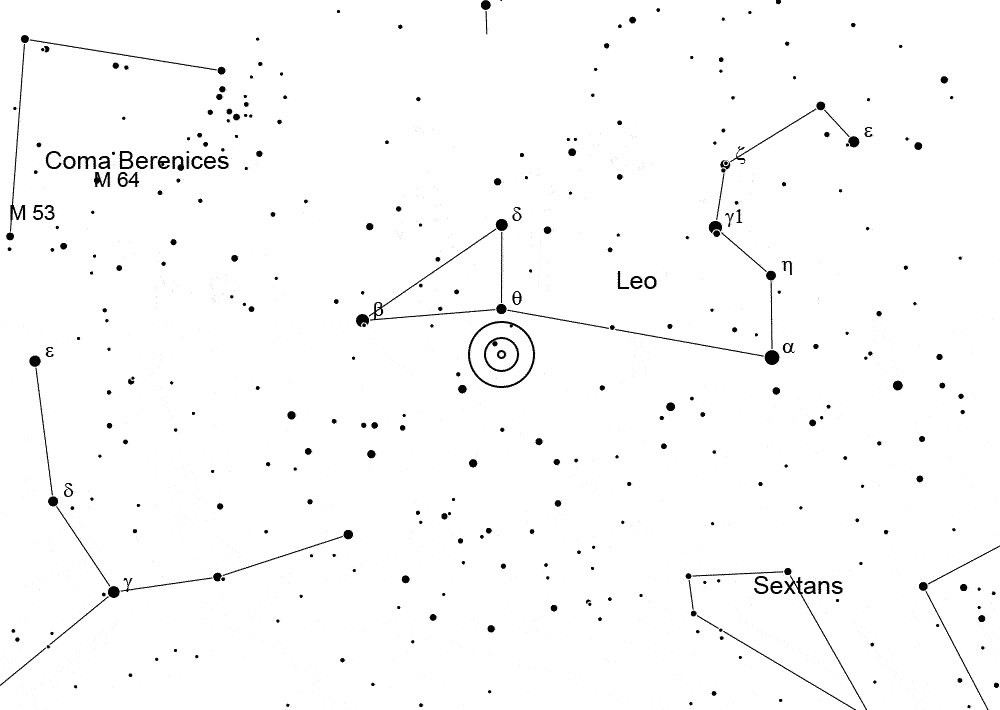 ε
Coma Berenices
ζ
M 64
M 53
δ
γ1
η
Leo
θ
β
α
ε
δ
γ
Sextans